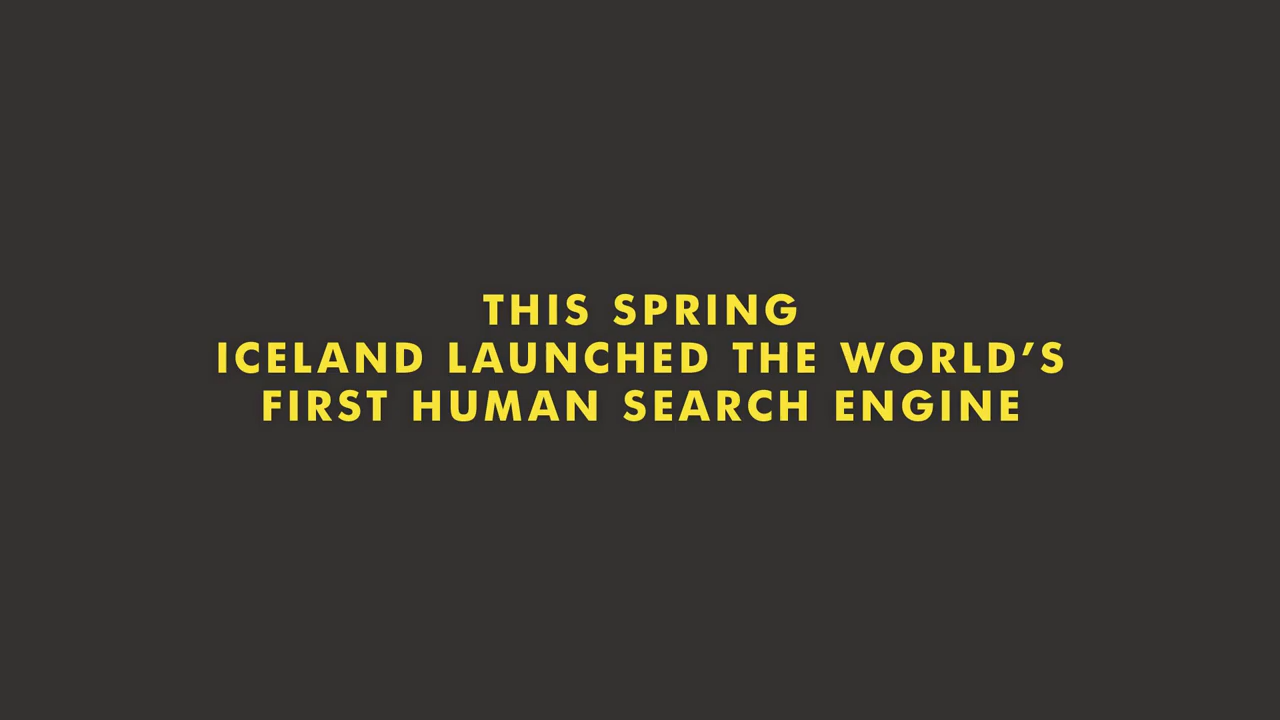 THIS SPRING
ICELAND LAUNCHED THE WORLD’S
FIRST HUMAN SEARCH ENGINE